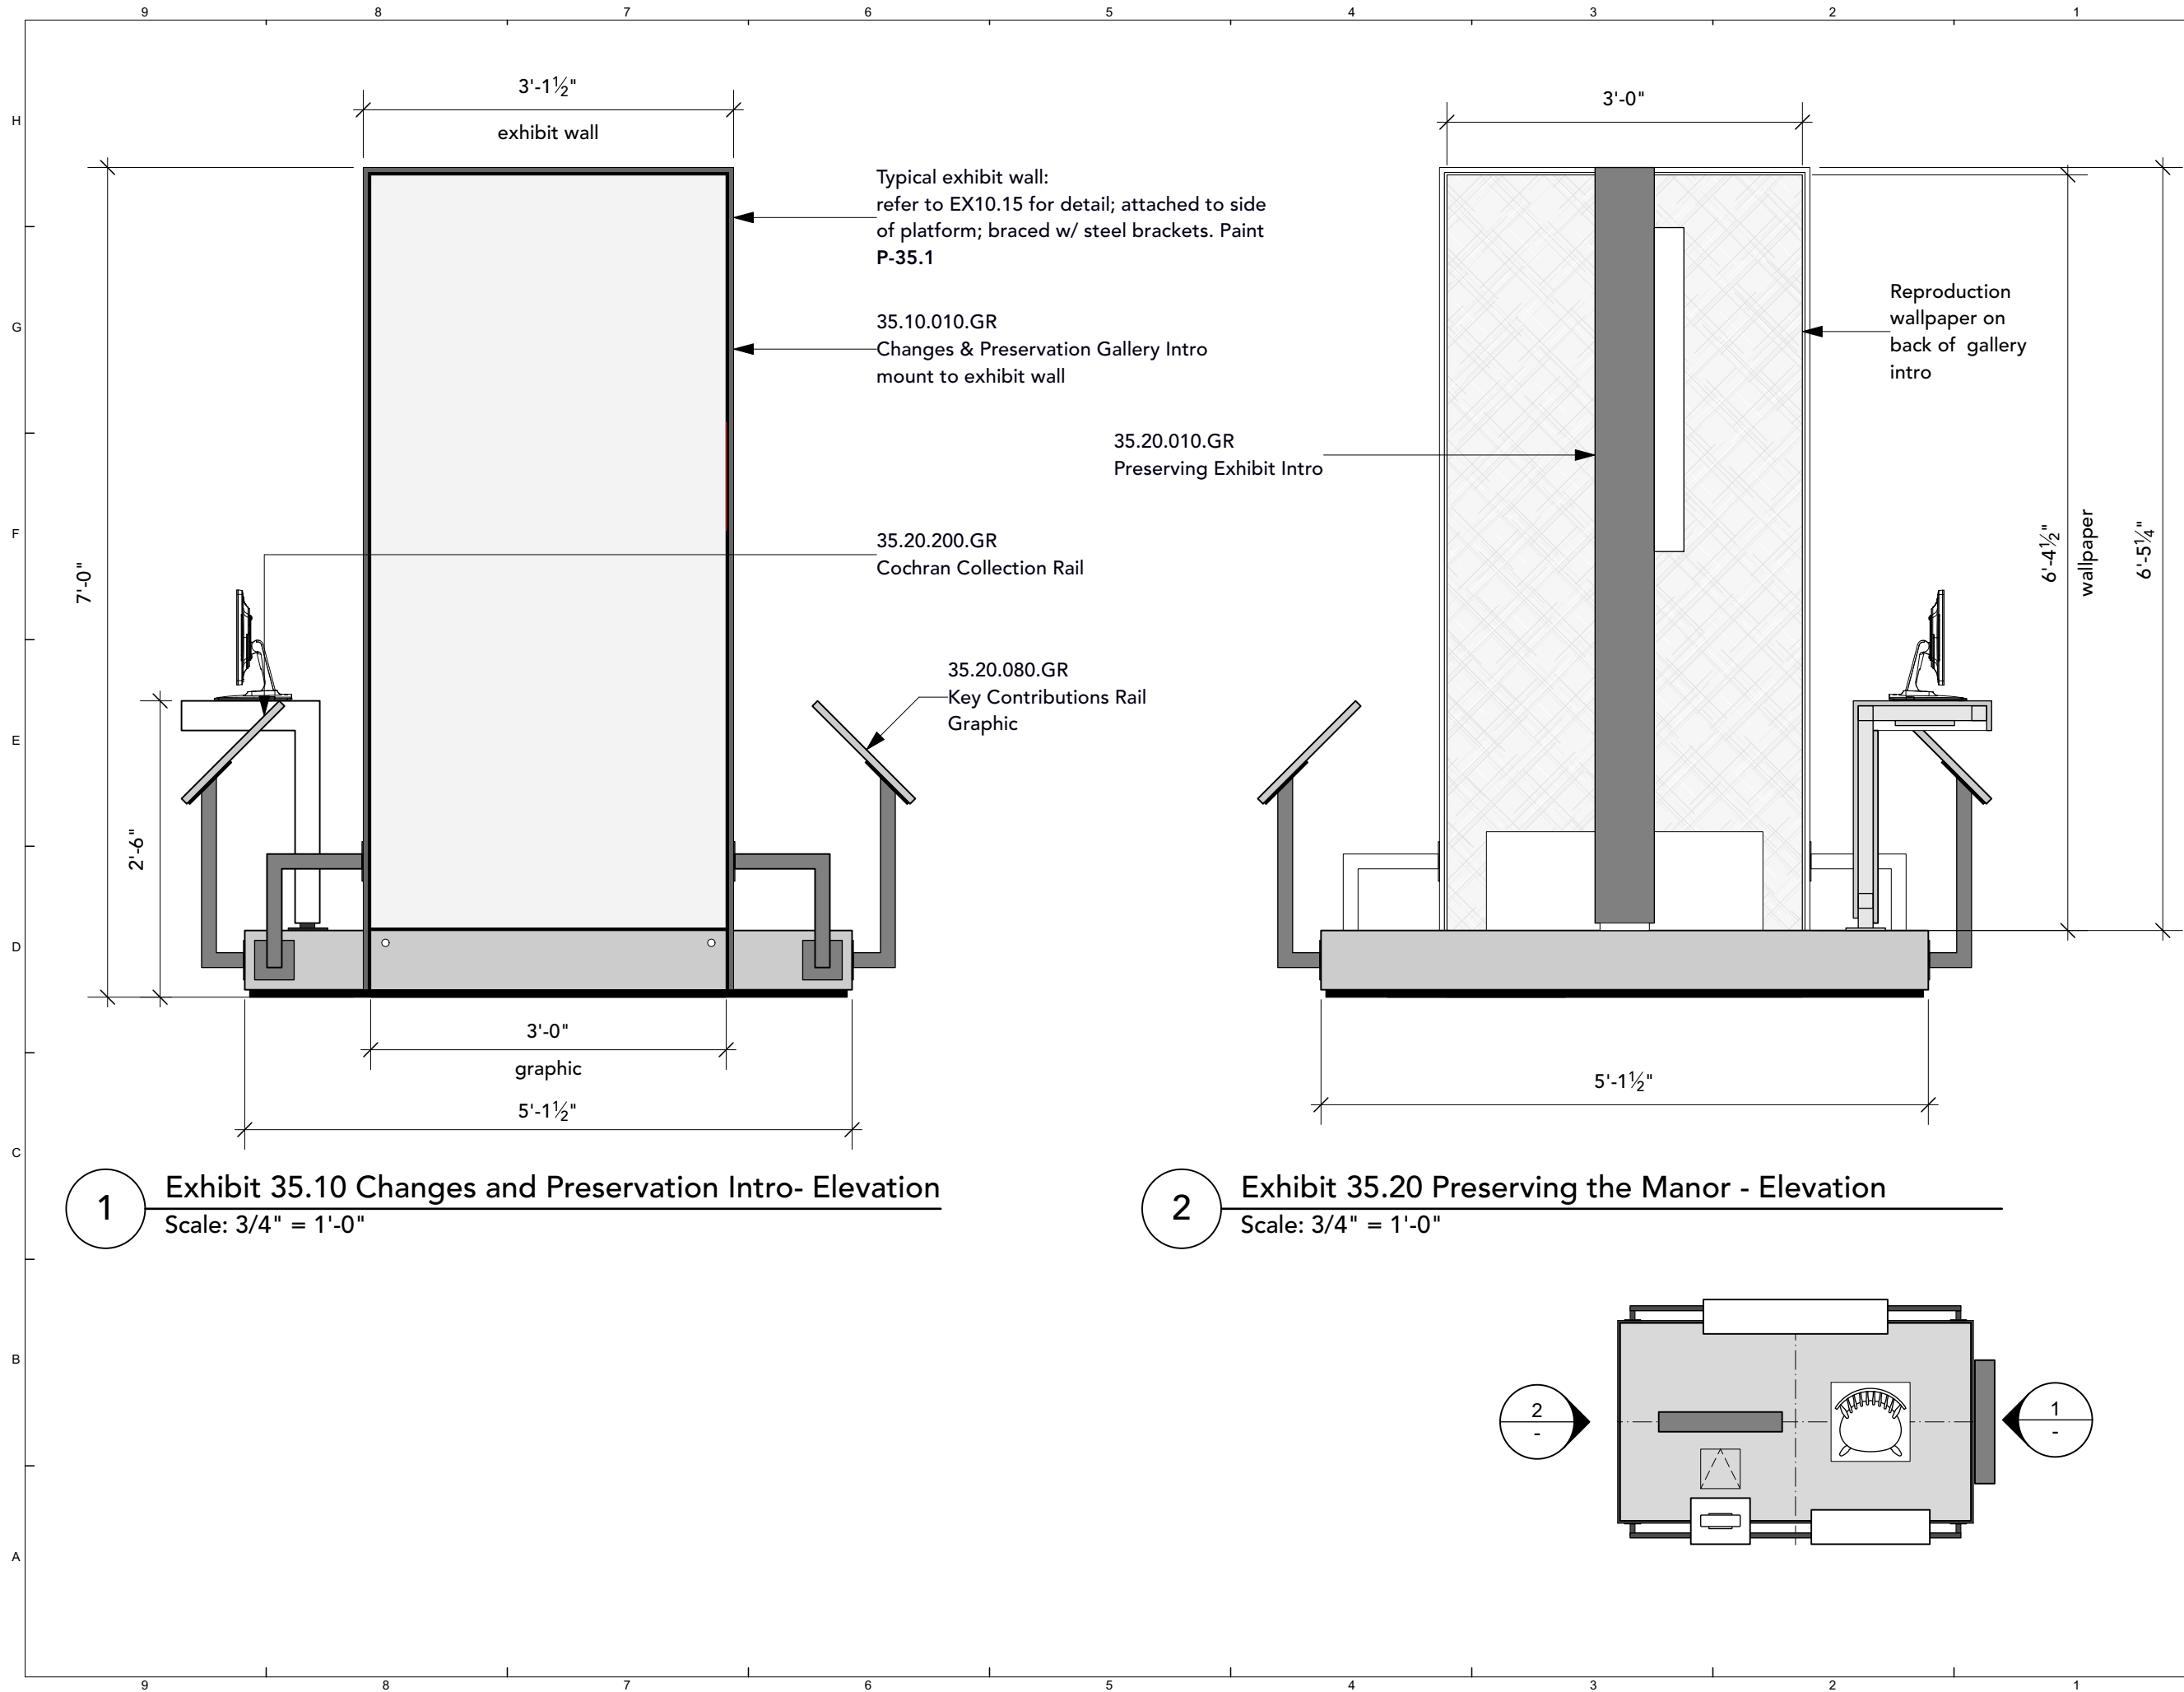 9 8 7 6 5 4 3 2 1
H
G
F
E
D
C
B
A
3'-1½"
exhibit wall
7'-0"
2'-6"
Typical exhibit wall:
refer to EX10.15 for detail; attached to side
of platform; braced w/ steel brackets. Paint
P-35.1
35.10.010.GR
Changes & Preservation Gallery Intro
mount to exhibit wall
35.20.200.GR
Cochran Collection Rail
35.20.080.GR
Key Contributions Rail
Graphic
3'-0"
graphic
5'-1½"
1
Exhibit 35.10 Changes and Preservation Intro- Elevation
Scale: 3/4" = 1'-0"
3'-0"
35.20.010.GR
Preserving Exhibit Intro
Reproduction
wallpaper on
back of gallery
intro
6'-4½"
wallpaper
6'-5¼"
5'-1½"
2
Exhibit 35.20 Preserving the Manor - Elevation
Scale: 3/4" = 1'-0"
2
-
1
-
9 8 7 6 5 4 3 2 1